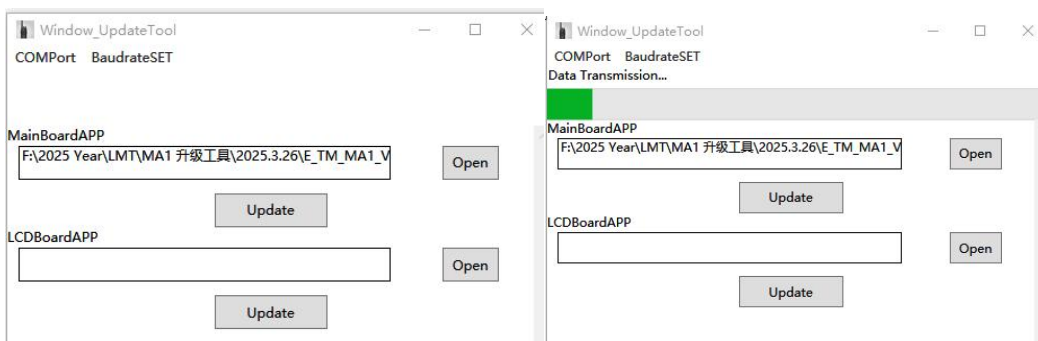 Window_UpdateTool
COMPort BaudrateSET
MainBoardAPP
F:\2025 Year\LMT\MA1 升级工具\2025.3.26\E_TM_MA1_V
Open
Update
LCDBoardAPP
Open
Update
Window_UpdateTool
COMPort BaudrateSET
Data Transmission...
MainBoardAPP
F:\2025 Year\LMT\MA1 升级工具\2025.3.26\E_TM_MA1_V
Open
Update
LCDBoardAPP
Open
Update